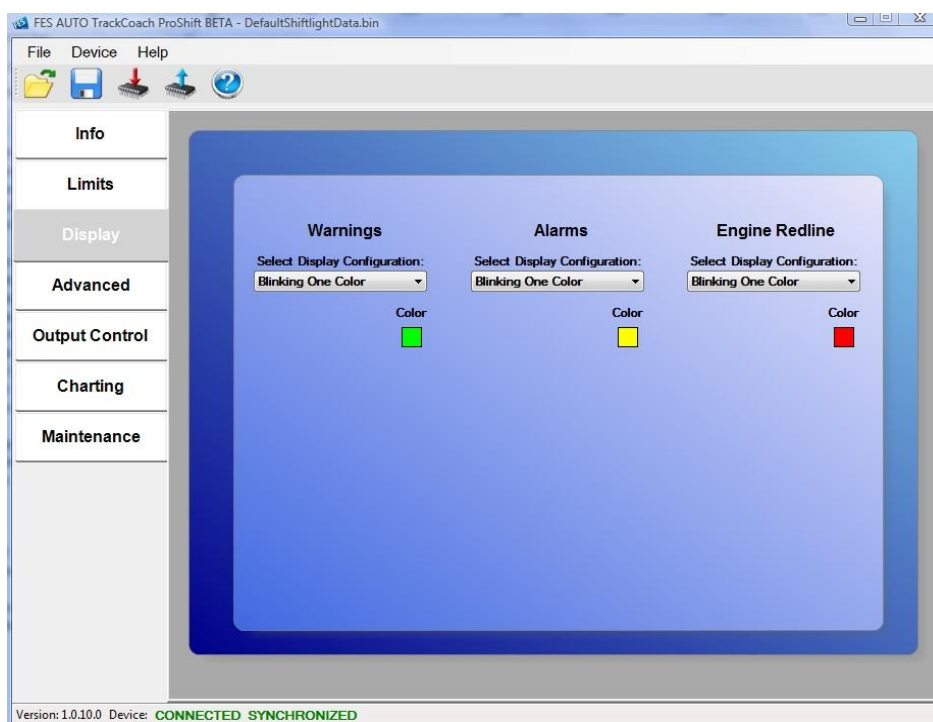 FES AUTO TrackCoach ProShift BETA - DefaultShiftlightData.bin
File Device Help
Info
Limits
Display
Advanced
Output Control
Charting
Maintenance
Warnings Alarms Engine Redline
Select Display Configuration: Select Display Configuration: Select Display Configuration:
Blinking One Color Blinking One Color Blinking One Color
Color Color Color
Version: 1.0.10.0 Device: CONNECTED SYNCHRONIZED